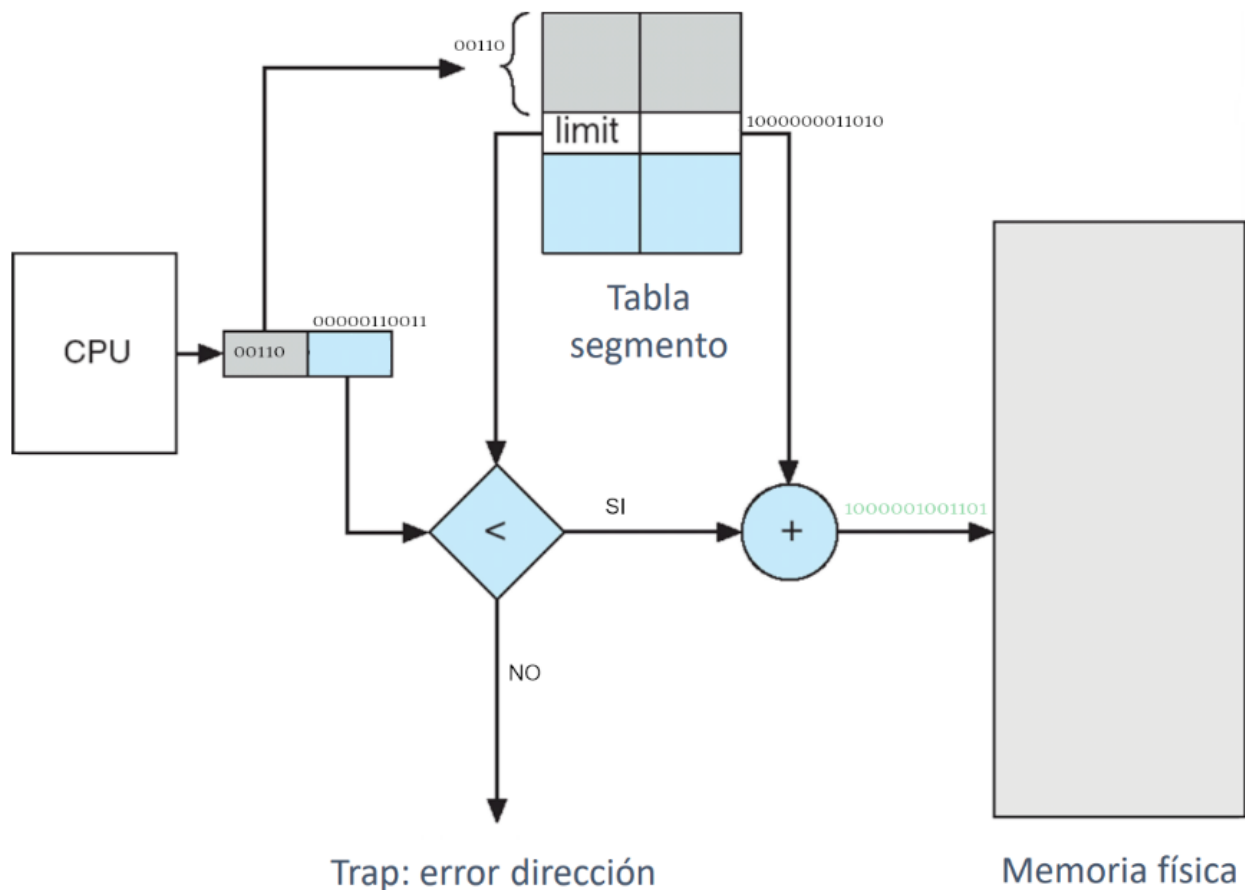 00110
limit
1000000011010
Tabla
segmento
CPU
00110
00000110011
<
SI
+
1000001001101
NO
Trap: error dirección
Memoria física